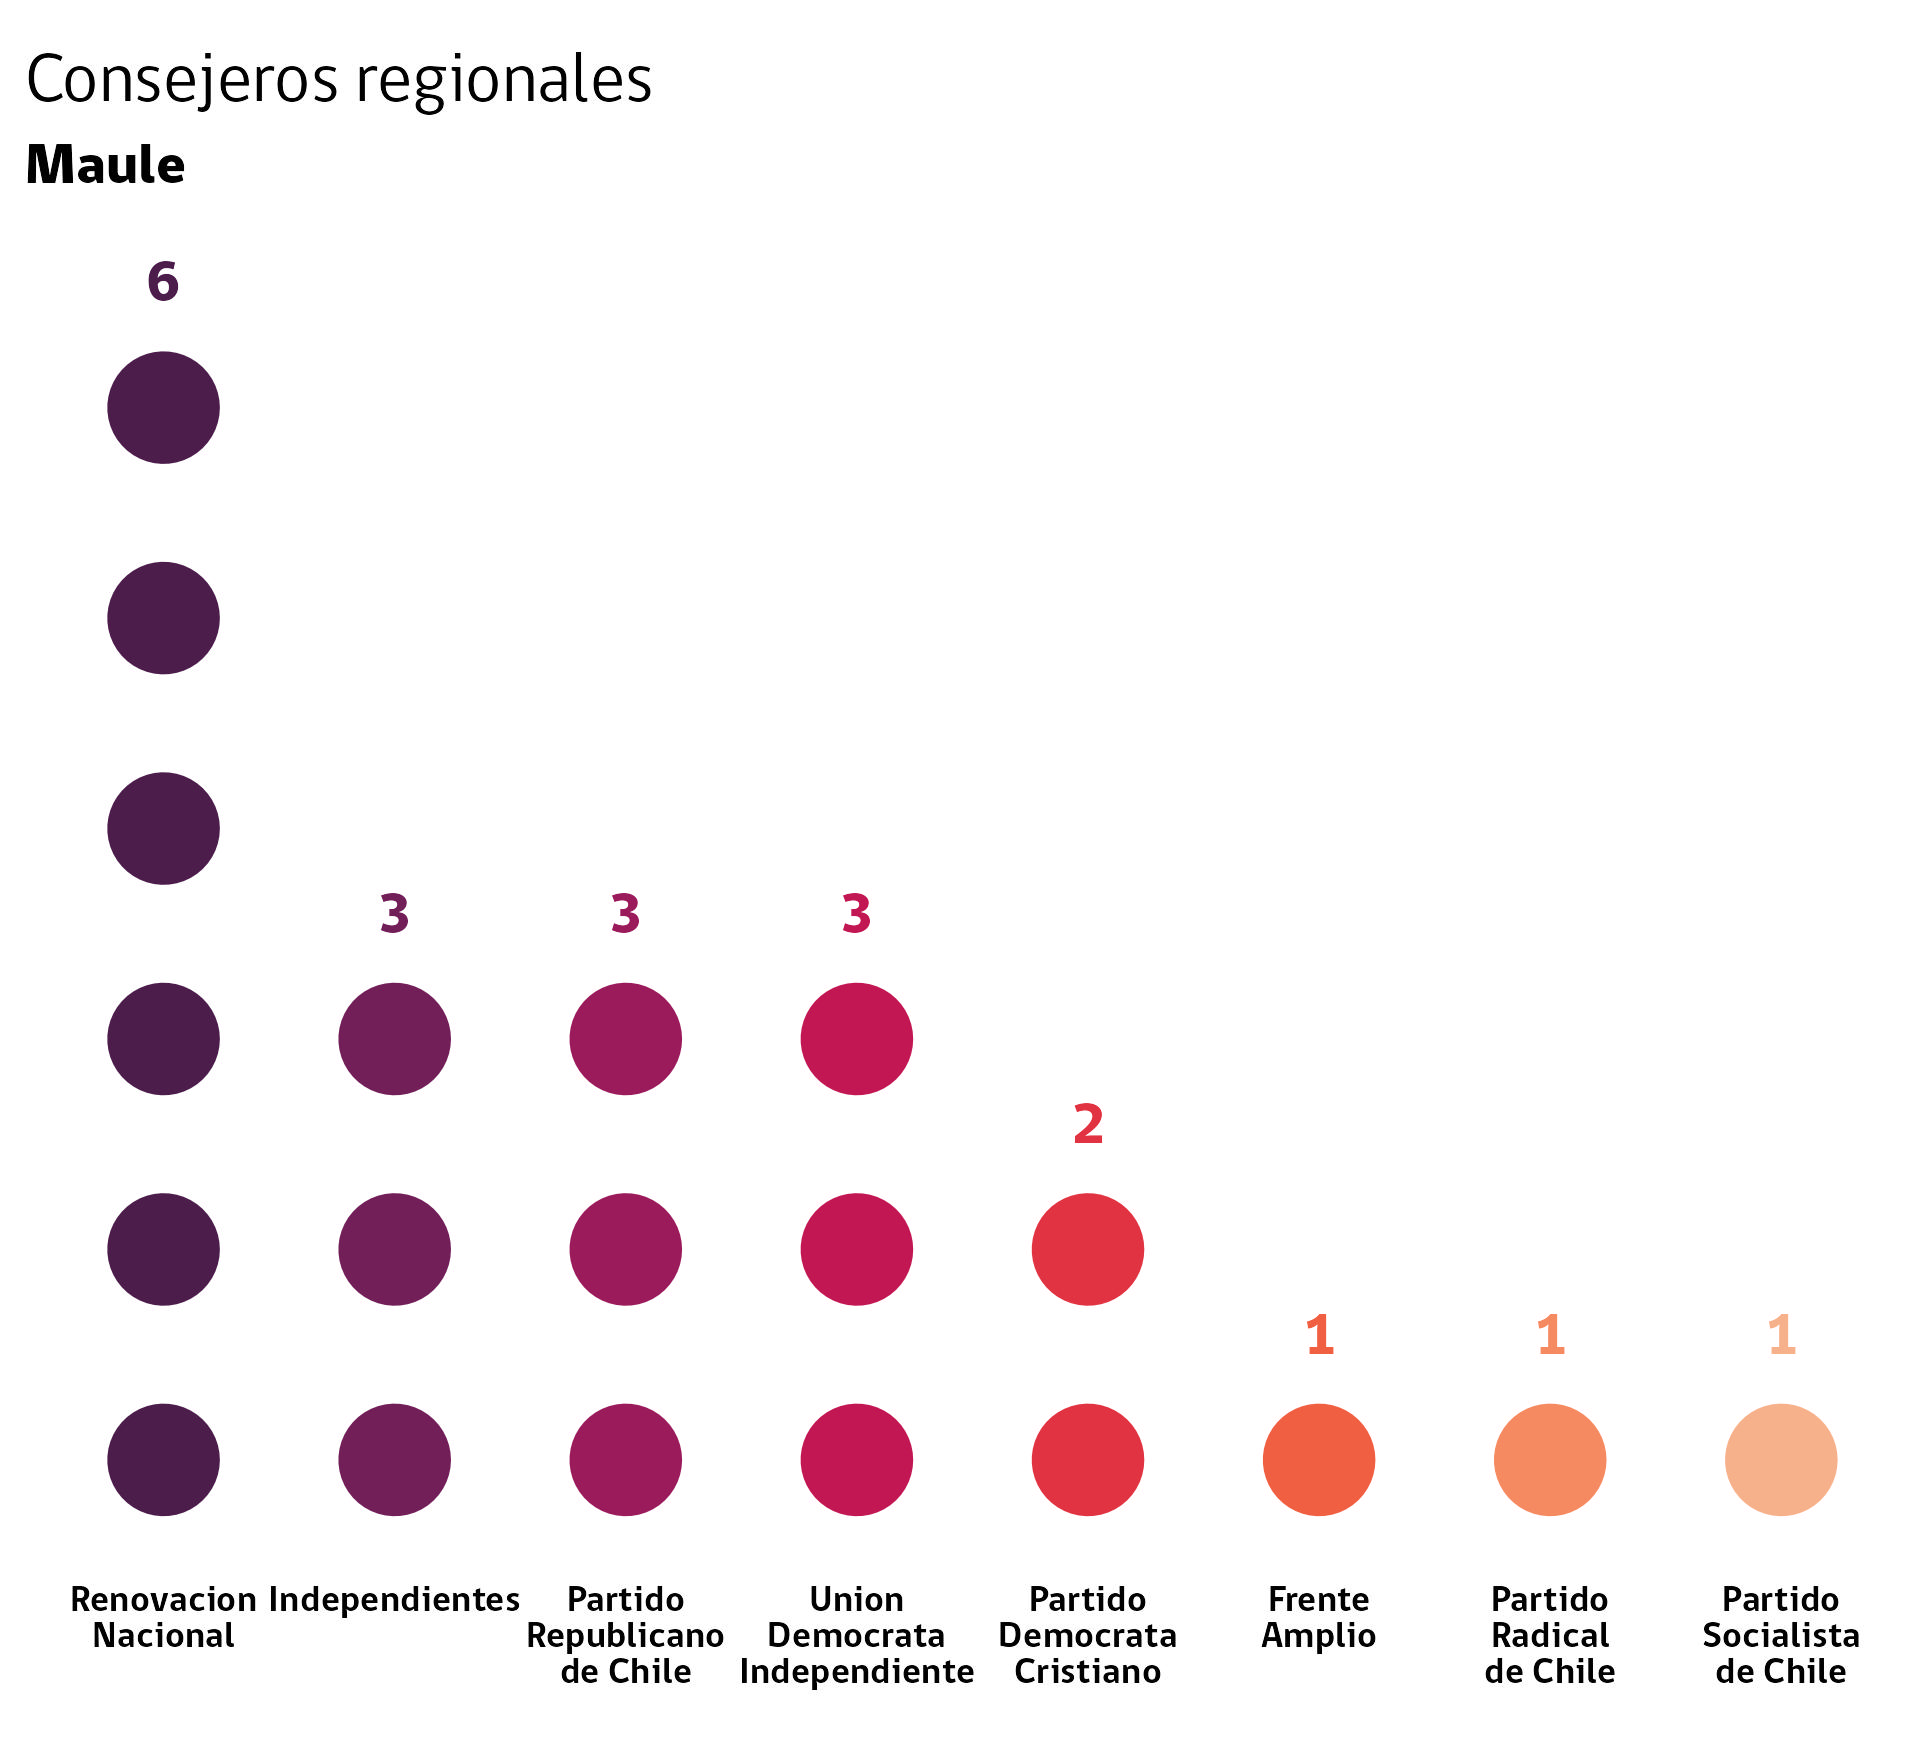 Consejeros regionales
Maule
6
3
3
3
2
1
1
1
Renovacion
Nacional
Independientes
Partido
Republicano
de Chile
Union
Democrata
Independiente
Partido
Democrata
Cristiano
Frente
Amplio
Partido
Radical
de Chile
Partido
Socialista
de Chile